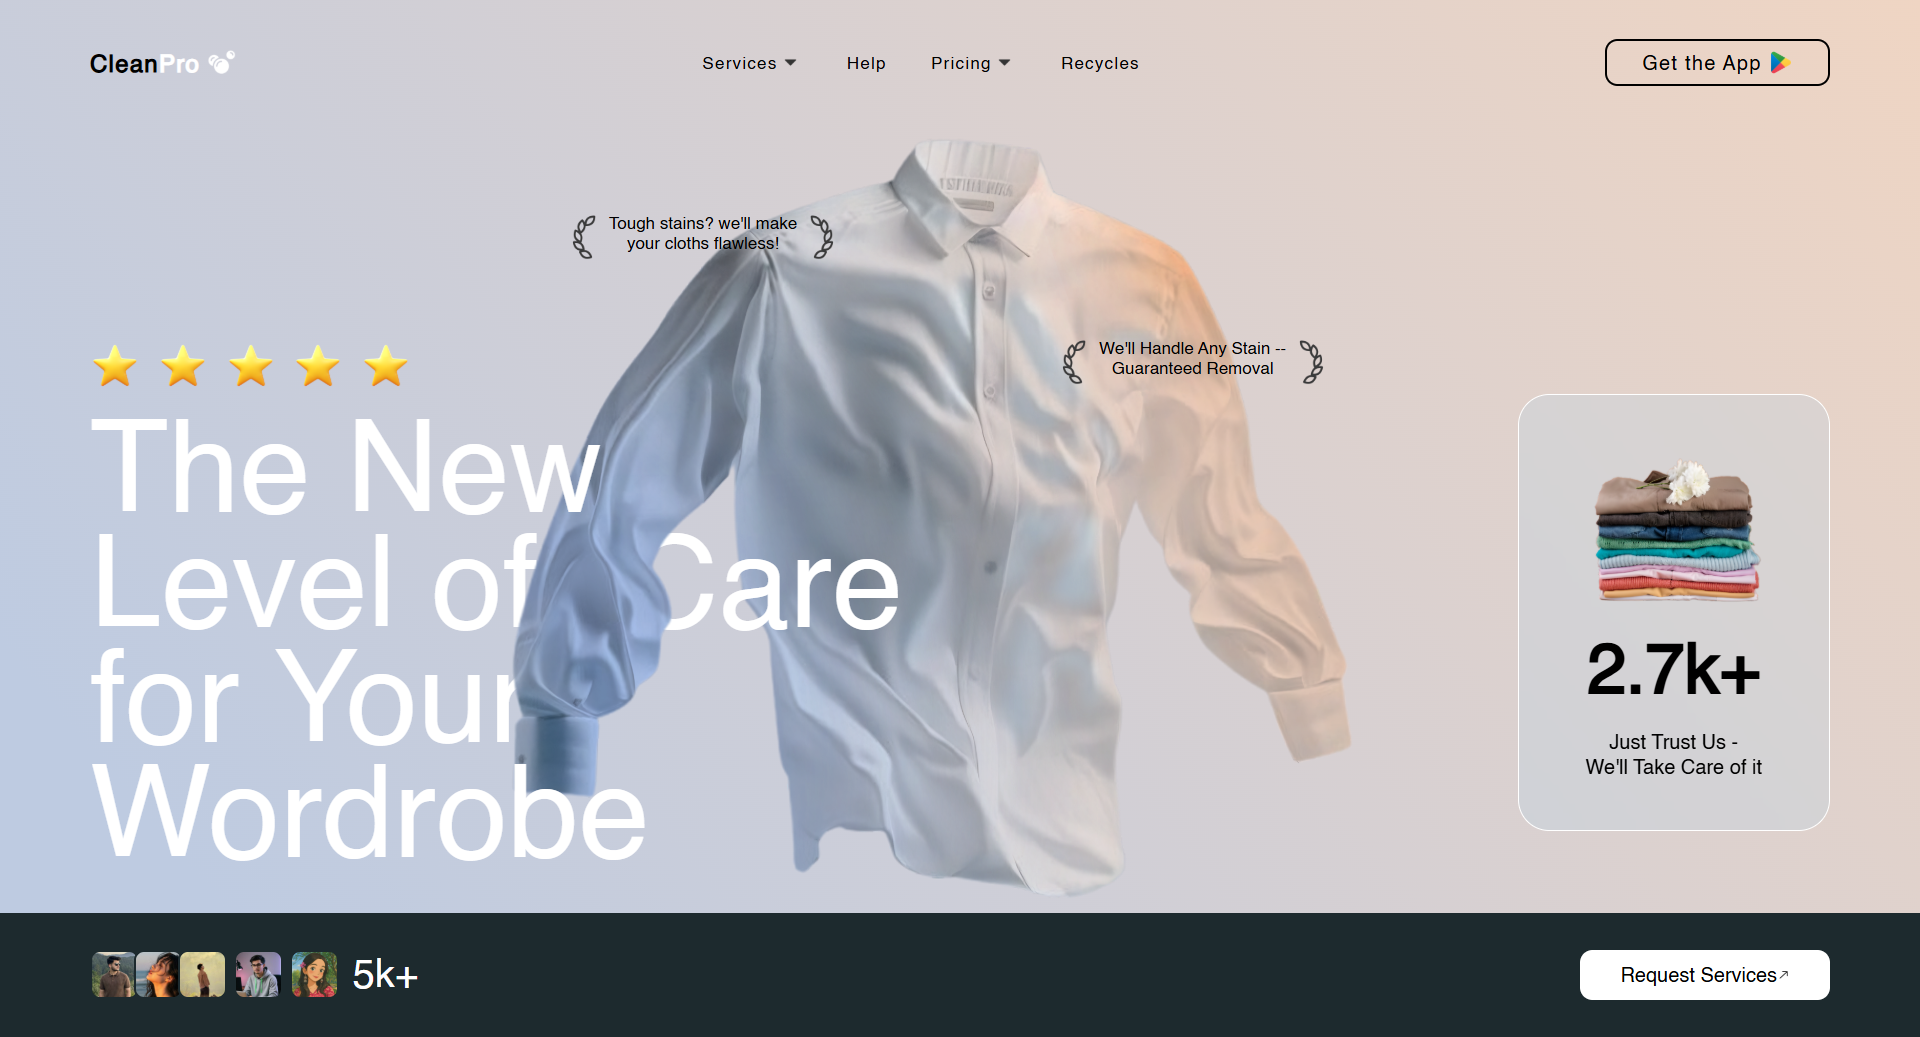 CleanPro
Services
Help
Pricing
Recycles
Get the App
Tough stains? we'll make
your cloths flawless!
We'll Handle Any Stain --
Guaranteed Removal
The New
Level of Care
for Your
Wordrobe
2.7k+
Just Trust Us -
We'll Take Care of it
5k+
Request Services